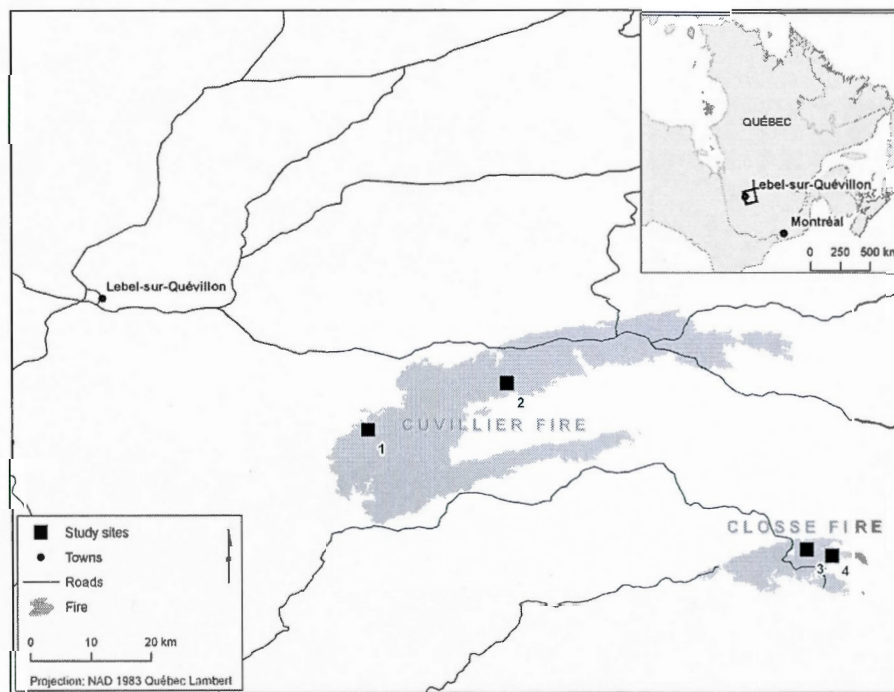 QUÉBEC
Lebel-sur-Quévillon
Montréal
0 250 500 km
Lebel-sur-Quévillon
2
CUVILLIER FIRE
1
CLOSSE FIRE
3
4
Study sites
Towns
Roads
Fire
0 10 20 km
Projection: NAD 1983 Québec Lambert